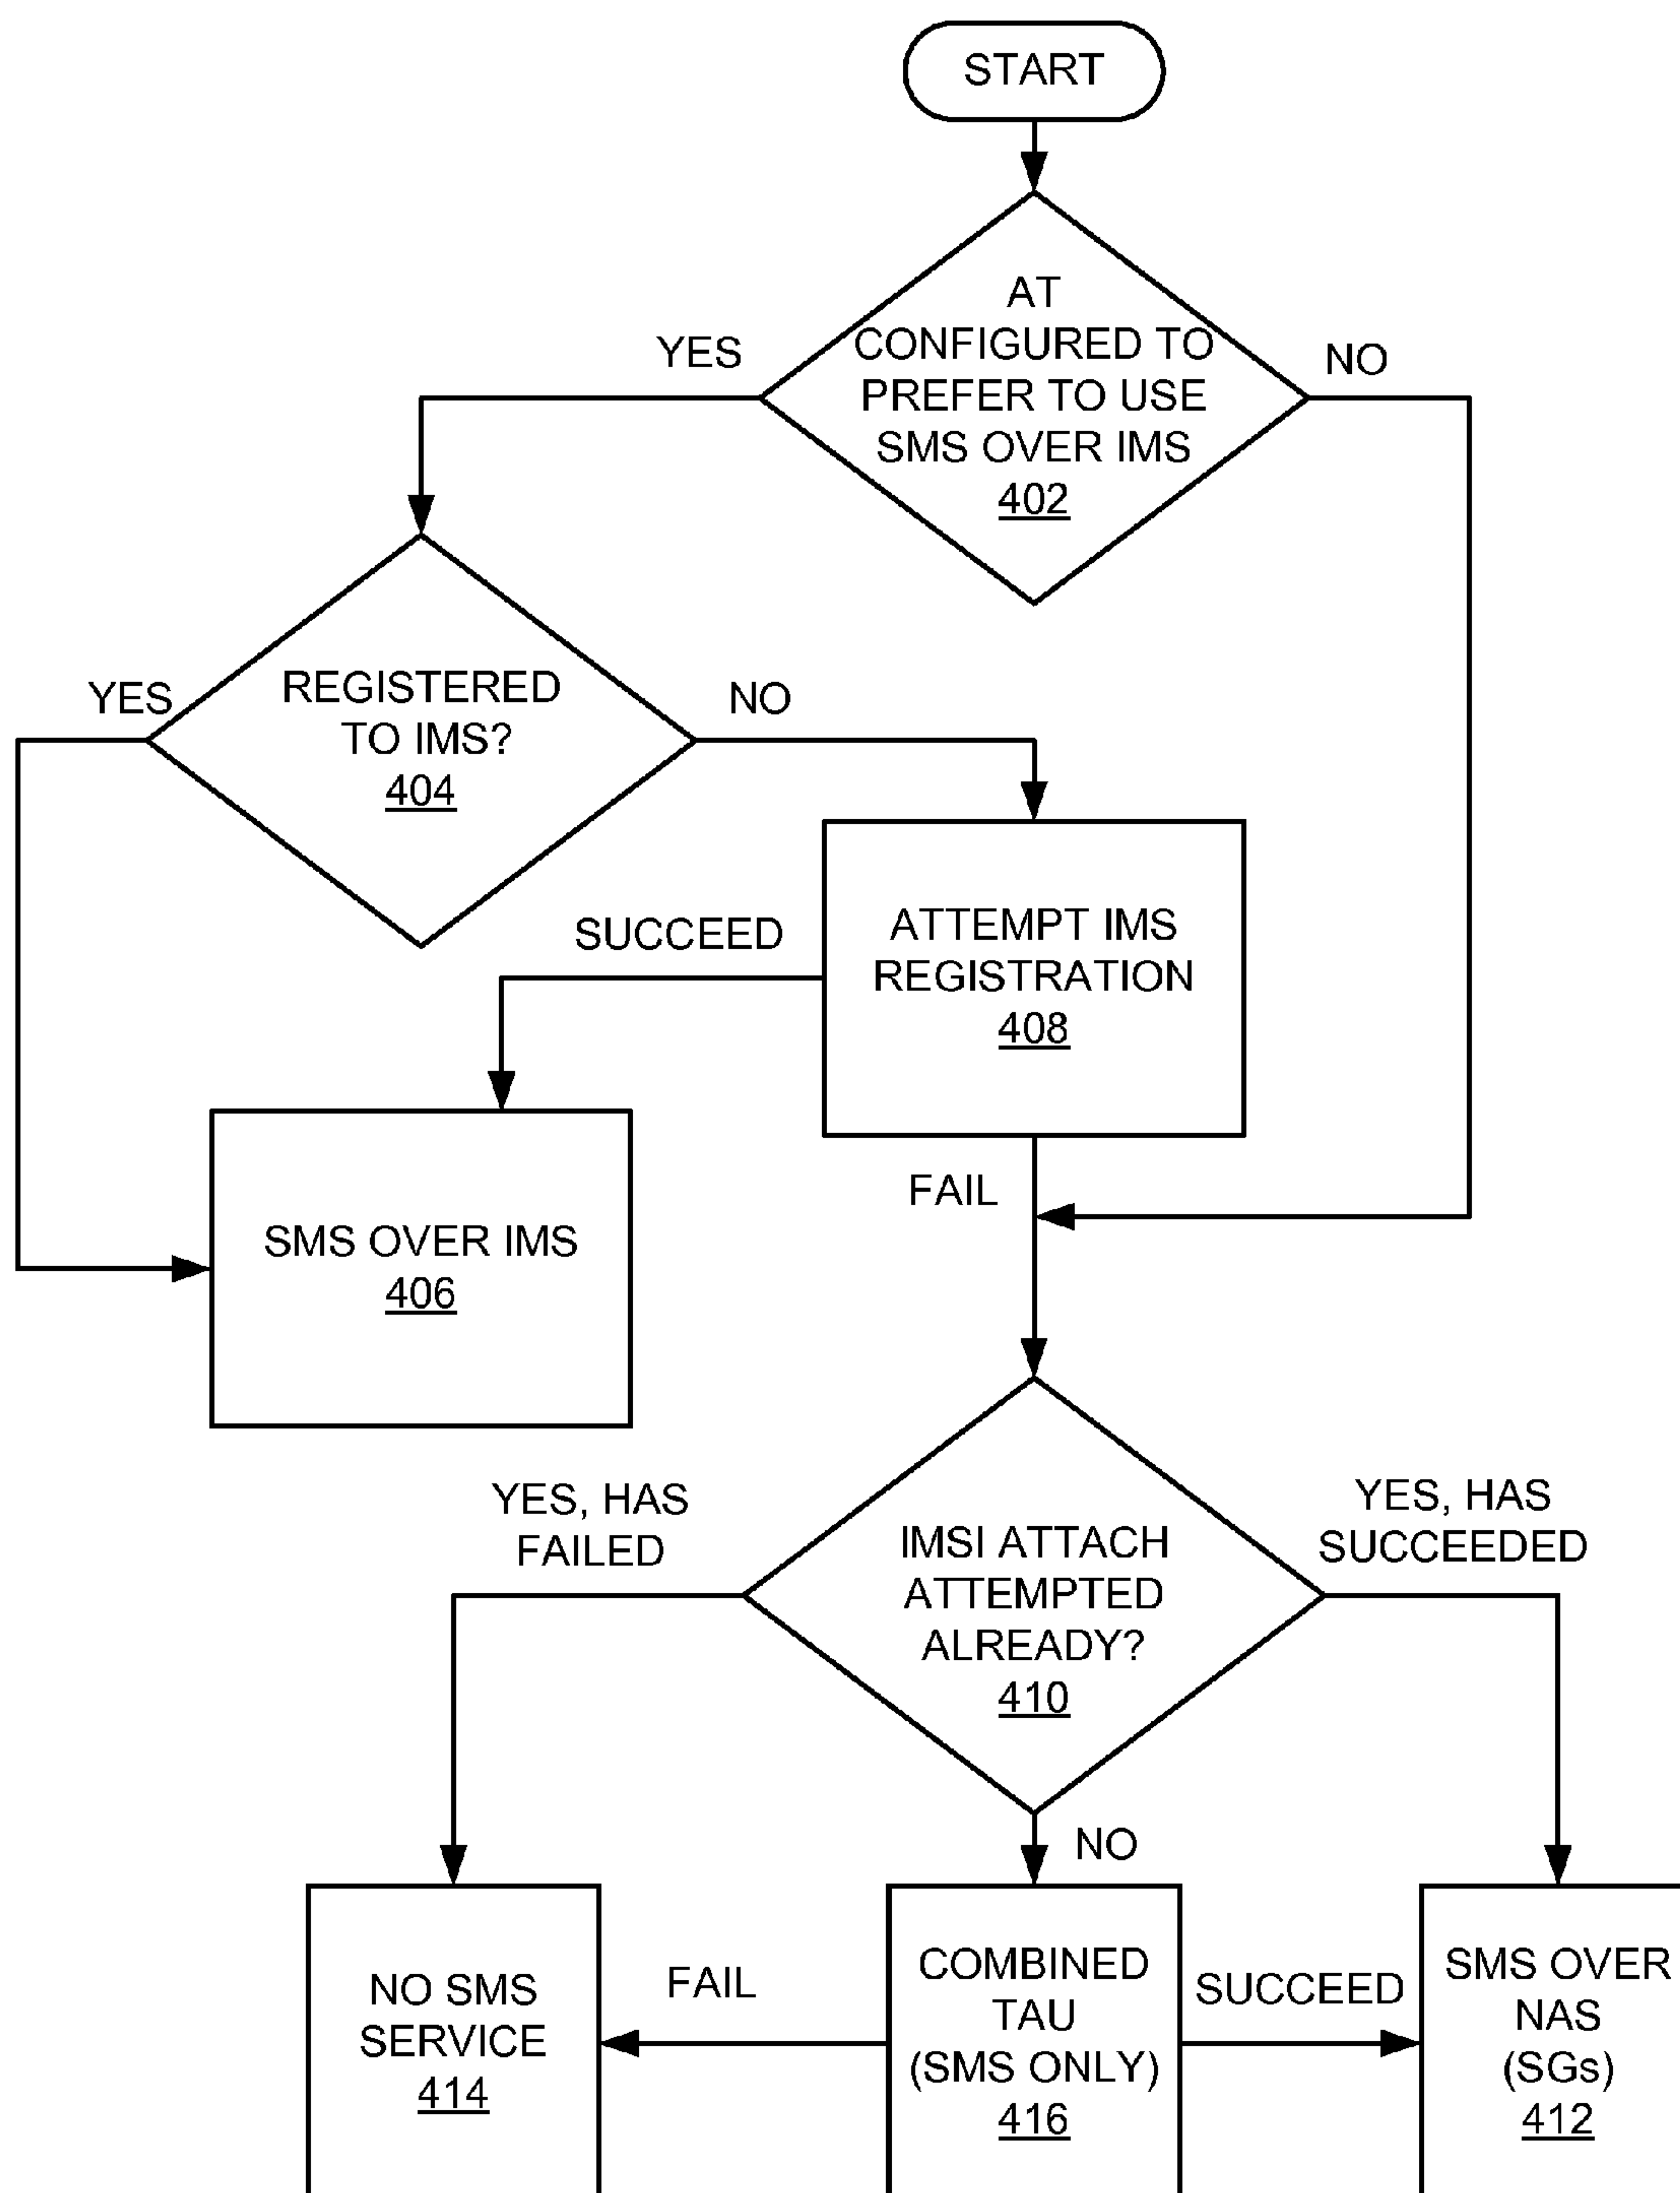 START
AT
CONFIGURED TO
PREFER TO USE
SMS OVER IMS
402
YES
NO
REGISTERED
TO IMS?
404
YES
NO
ATTEMPT IMS
REGISTRATION
408
SUCCEED
FAIL
SMS OVER IMS
406
IMSI ATTACH
ATTEMPTED
ALREADY?
410
YES, HAS
FAILED
YES, HAS
SUCCEEDED
NO
NO SMS
SERVICE
414
FAIL
COMBINED
TAU
(SMS ONLY)
416
SUCCEED
SMS OVER
NAS
(SGs)
412